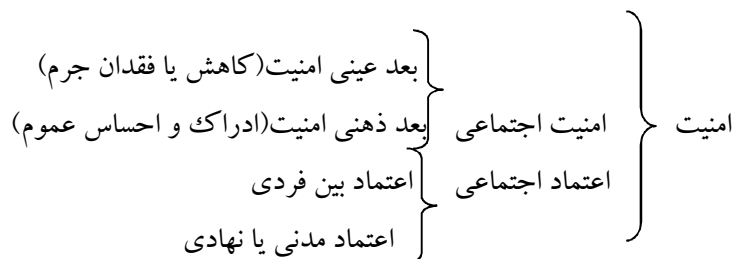 بعد عینی امنیت(کاهش یا فقدان جرم)
امنیت امنیت اجتماعی بعد ذهنی امنیت(ادراك و احساس عموم)
اعتماد اجتماعی اعتماد بین فردی
اعتماد مدنی یا نهادی